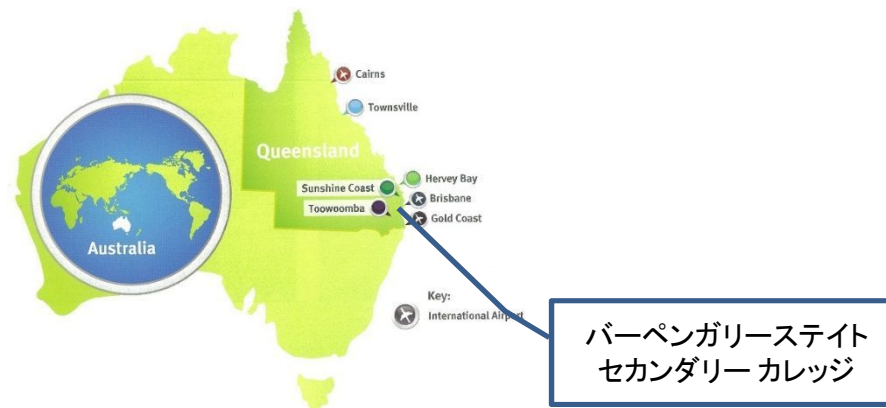 Cairns
Townsville
Queensland
Hervey Bay
Sunshine Coast
Brisbane
Toowoomba
Gold Coast
Australia
Key:
International Airport
バーペンガリーステイト
セカンダリー カレッジ